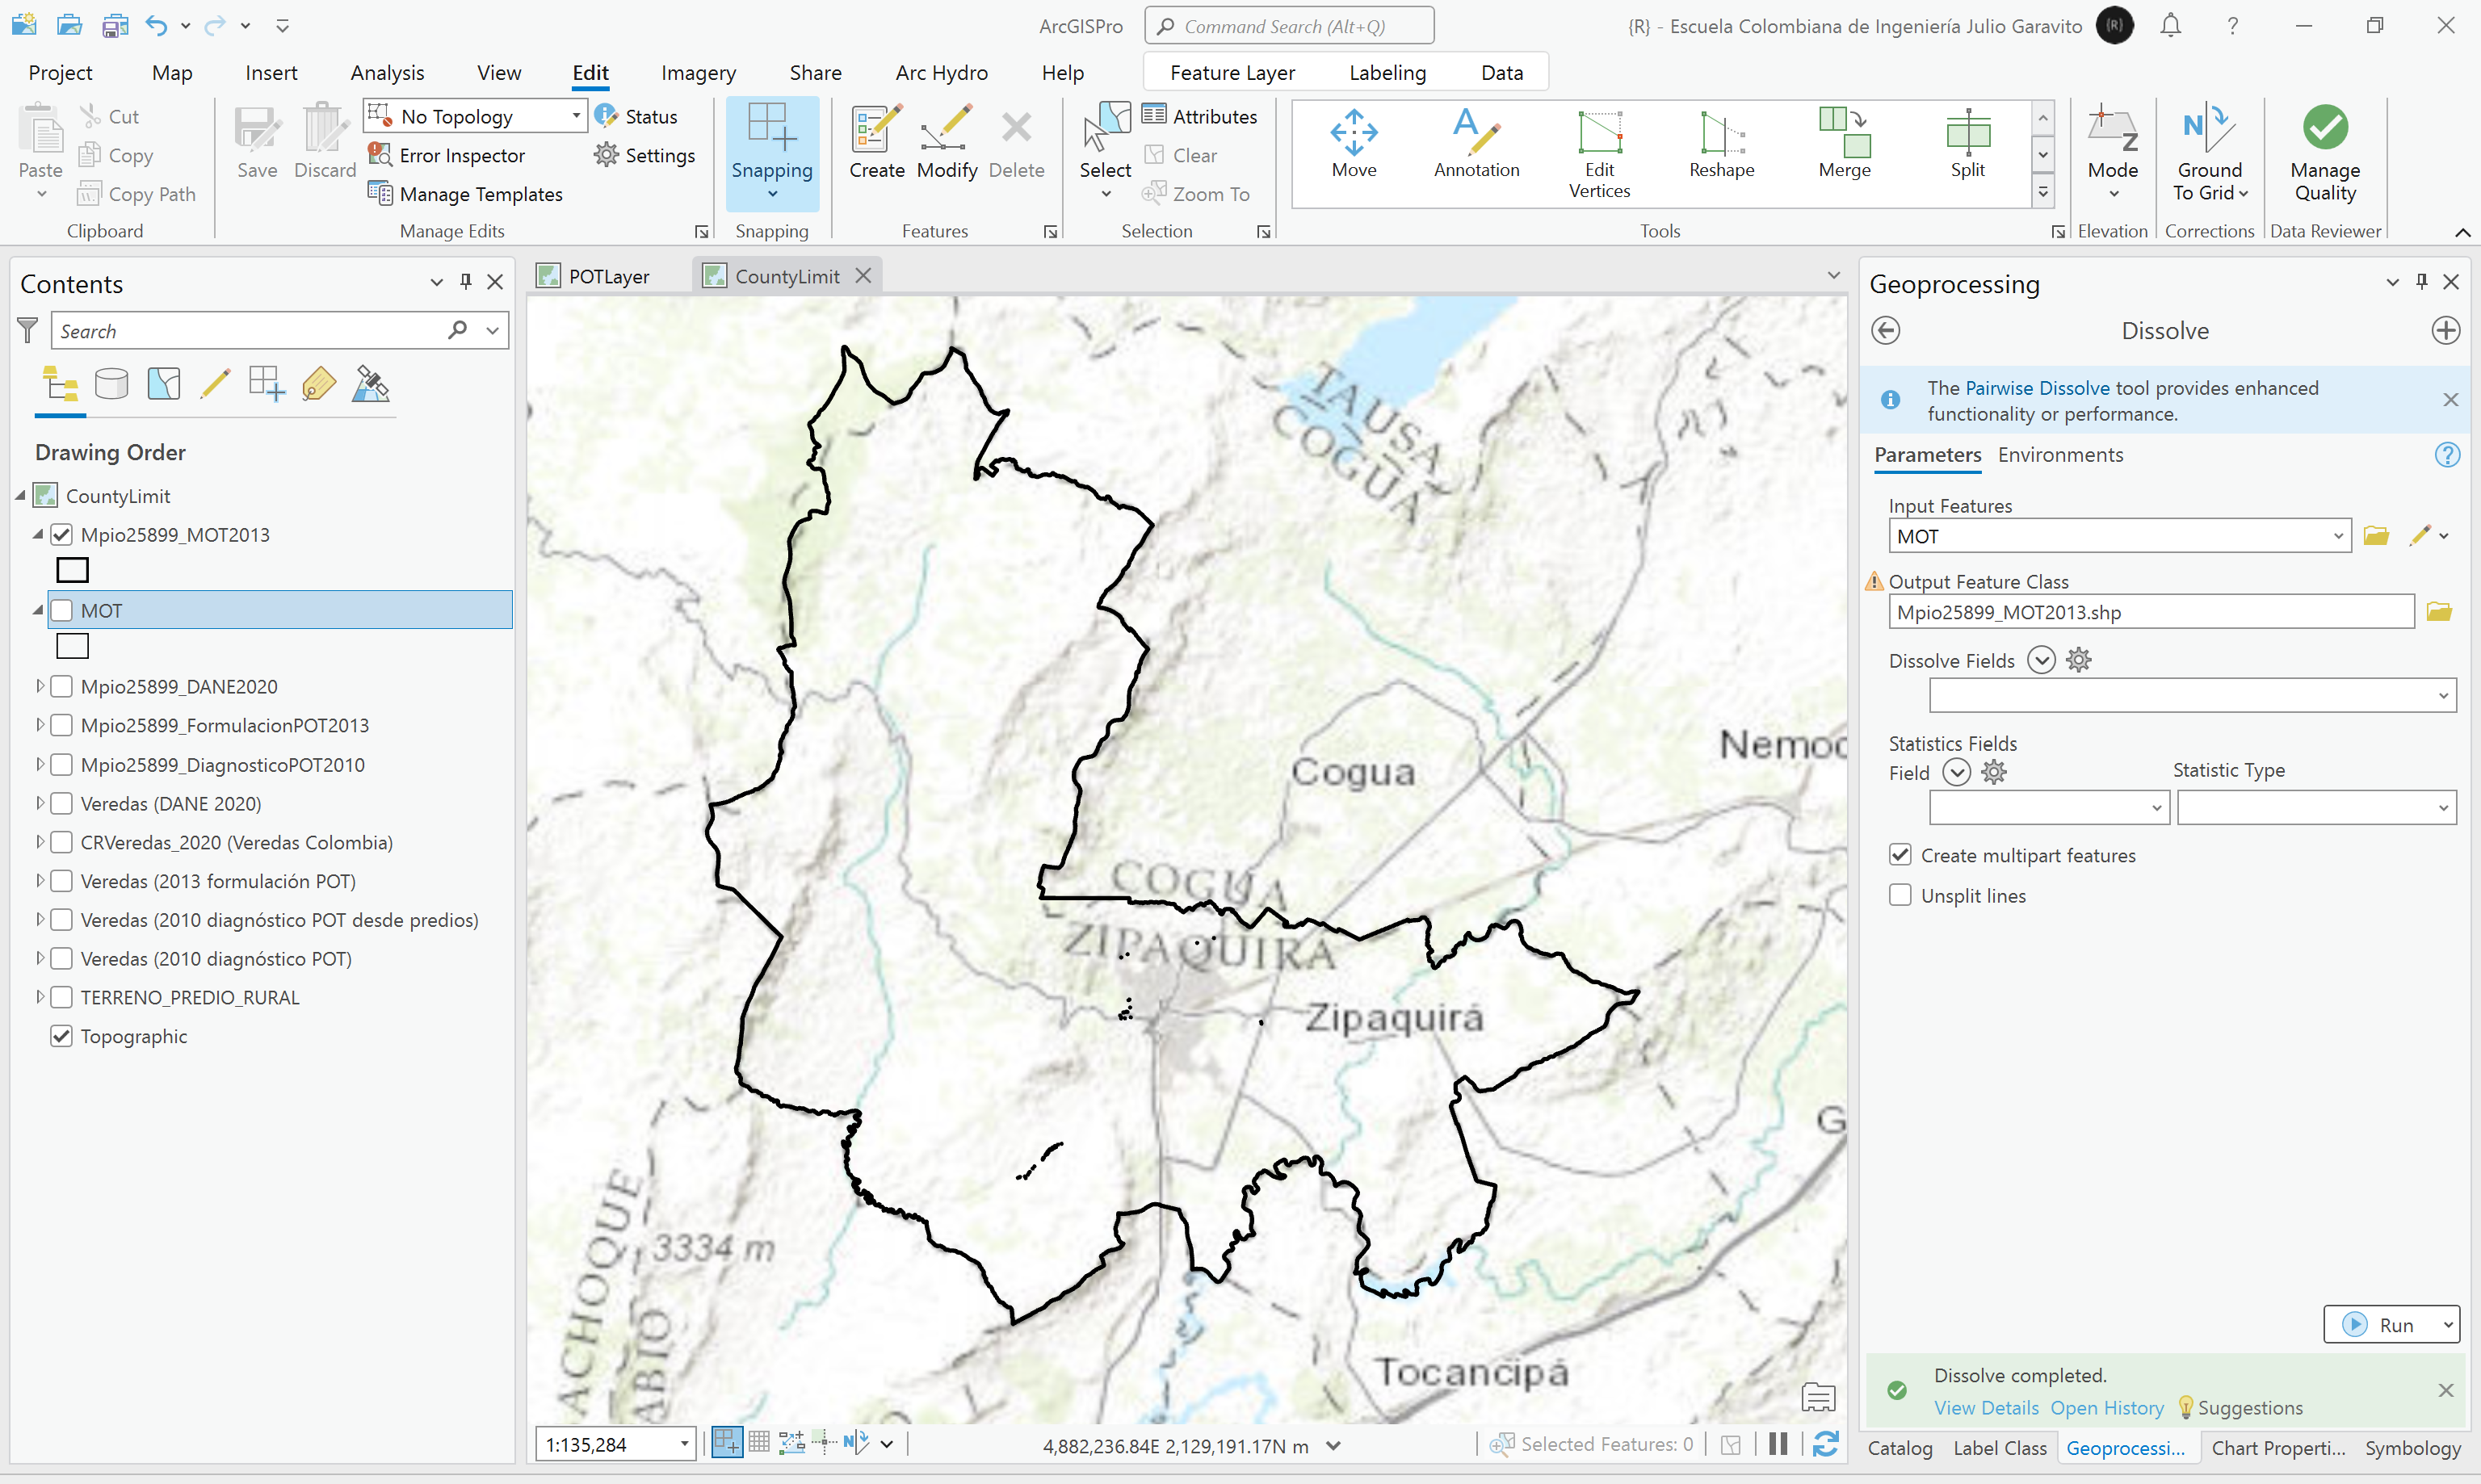 ArcGISPro
Command Search (Alt+Q)
{R} - Escuela Colombiana de Ingeniería Julio Garavito
{R}
?
Project
Map
Insert
Analysis
View
Edit
Imagery
Share
Arc Hydro
Help
Feature Layer
Labeling
Data
Paste
Cut
Copy
Copy Path
Clipboard
Save
Discard
No Topology
Error Inspector
Manage Templates
Status
Settings
Manage Edits
Snapping
Snapping
Create
Modify
Delete
Features
Select
Attributes
Clear
Zoom To
Selection
Move
Annotation
Edit
Vertices
Reshape
Merge
Split
Tools
Mode
Elevation
Ground
To Grid
Corrections
Manage
Quality
Data Reviewer
Contents
Search
Drawing Order
CountyLimit
Mpio25899_MOT2013
MOT
Mpio25899_DANE2020
Mpio25899_FormulacionPOT2013
Mpio25899_DiagnosticoPOT2010
Veredas (DANE 2020)
CRVeredas_2020 (Veredas Colombia)
Veredas (2013 formulación POT)
Veredas (2010 diagnóstico POT desde predios)
Veredas (2010 diagnóstico POT)
TERRENO_PREDIO_RURAL
Topographic
POTLayer
CountyLimit
TAUSA
COGUA
Nemoc
Cogua
COGUA
ZIPAQUIRA
Zipaquirá
G
ACHOQUE
ABIO
3334 m
Tocancipá
1:135,284
4,882,236.84E 2,129,191.17N m
Selected Features: 0
Geoprocessing
Dissolve
The Pairwise Dissolve tool provides enhanced
functionality or performance.
Parameters
Environments
?
Input Features
MOT
Output Feature Class
Mpio25899_MOT2013.shp
Dissolve Fields
Statistics Fields
Field
Statistic Type
Create multipart features
Unsplit lines
Run
Dissolve completed.
View Details
Open History
Suggestions
Catalog
Label Class
Geoprocessi...
Chart Properti...
Symbology